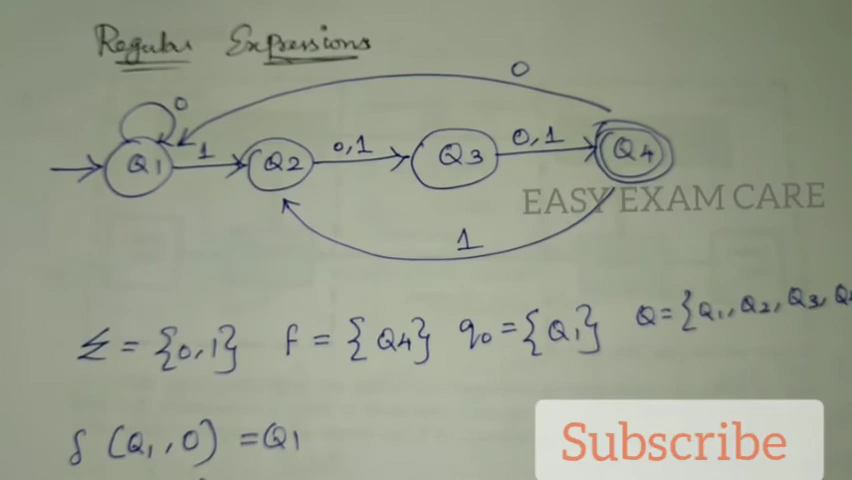 Regular Expressions
0
0
Q1 1 Q2 0,1 Q3 0,1 Q4
EASY EXAM CARE
1
Σ = {0,1} f = {Q4} q0 = {Q1} Q = {Q1, Q2, Q3, Q4
δ (Q1, 0) = Q1
Subscribe